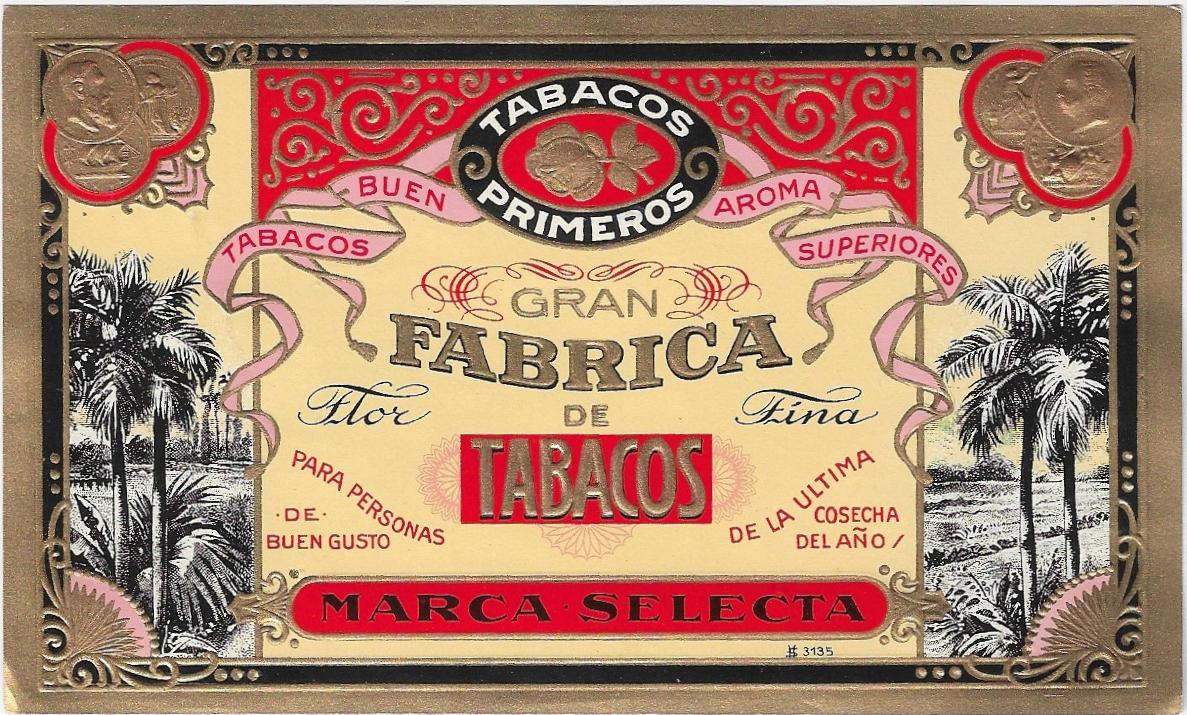 TABACOS
PRIMEROS
TABACOS BUEN AROMA SUPERIORES
GRAN
FABRICA
Flor DE Fina
TABACOS
PARA PERSONAS
·DE·
BUEN GUSTO
DE LA ULTIMA
COSECHA
DEL AÑO /
MARCA · SELECTA
# 3135